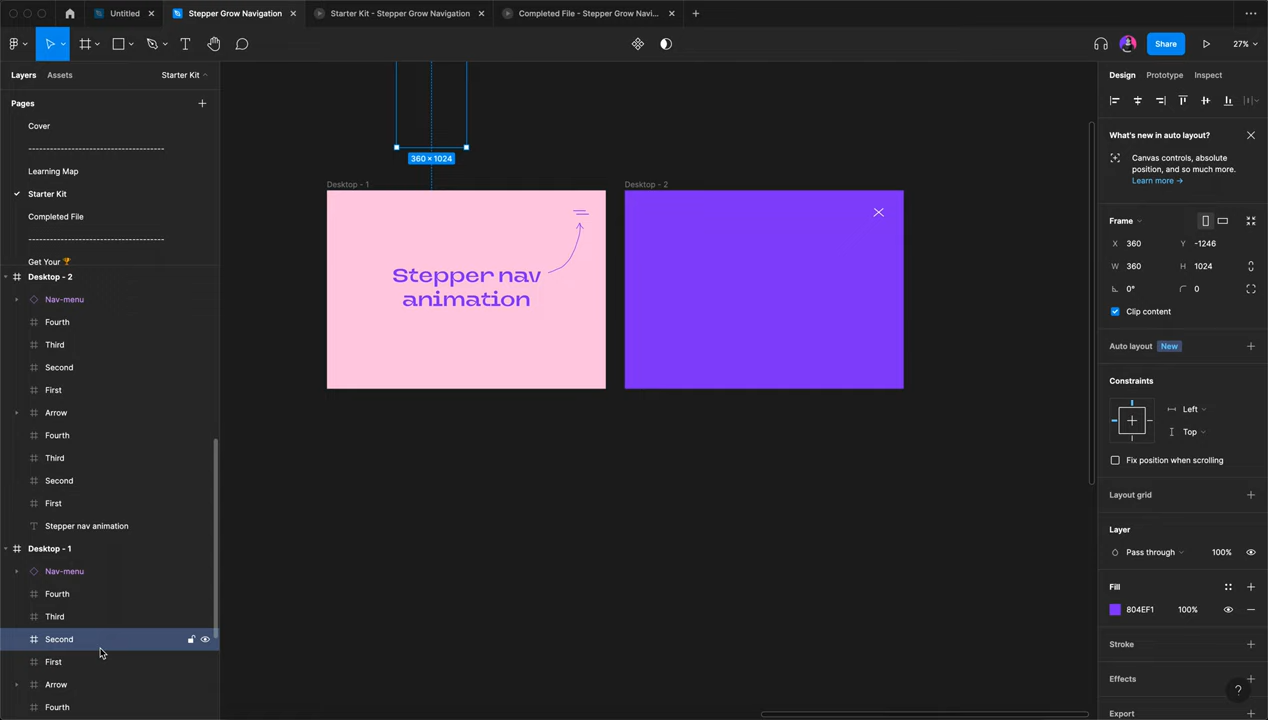 Untitled
Stepper Grow Navigation
Starter Kit - Stepper Grow Navigation
Completed File - Stepper Grow Navi...
Share
27%
Layers
Assets
Starter Kit
Design
Prototype
Inspect
Pages
Cover
------------------------------------
Learning Map
Starter Kit
Completed File
------------------------------------
Get Your 🏆
Desktop - 2
Nav-menu
Fourth
Third
Second
First
Arrow
Fourth
Third
Second
First
Stepper nav animation
Desktop - 1
Nav-menu
Fourth
Third
Second
First
Arrow
Fourth
360 × 1024
Desktop - 1
Desktop - 2
Stepper nav
animation
What's new in auto layout?
Canvas controls, absolute
position, and so much more.
Learn more →
Frame
X 360
Y -1246
W 360
H 1024
0°
0
Clip content
Auto layout New
Constraints
Left
Top
Fix position when scrolling
Layout grid
Layer
Pass through 100%
Fill
804EF1 100%
Stroke
Effects
Export
?